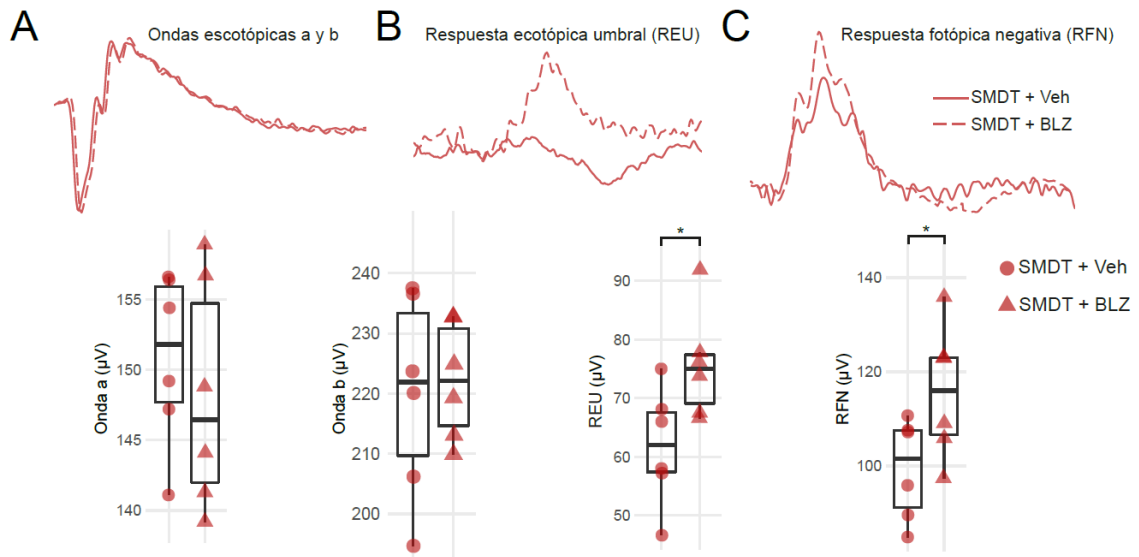 A
Ondas escotópicas a y b
B
Respuesta ecotópica umbral (REU)
C
Respuesta fotópica negativa (RFN)
SMDT + Veh
SMDT + BLZ
Onda a (µV)
155
150
145
140
Onda b (µV)
240
230
220
210
200
REU (µV)
90
80
70
60
50
*
RFN (µV)
140
120
100
*
SMDT + Veh
SMDT + BLZ